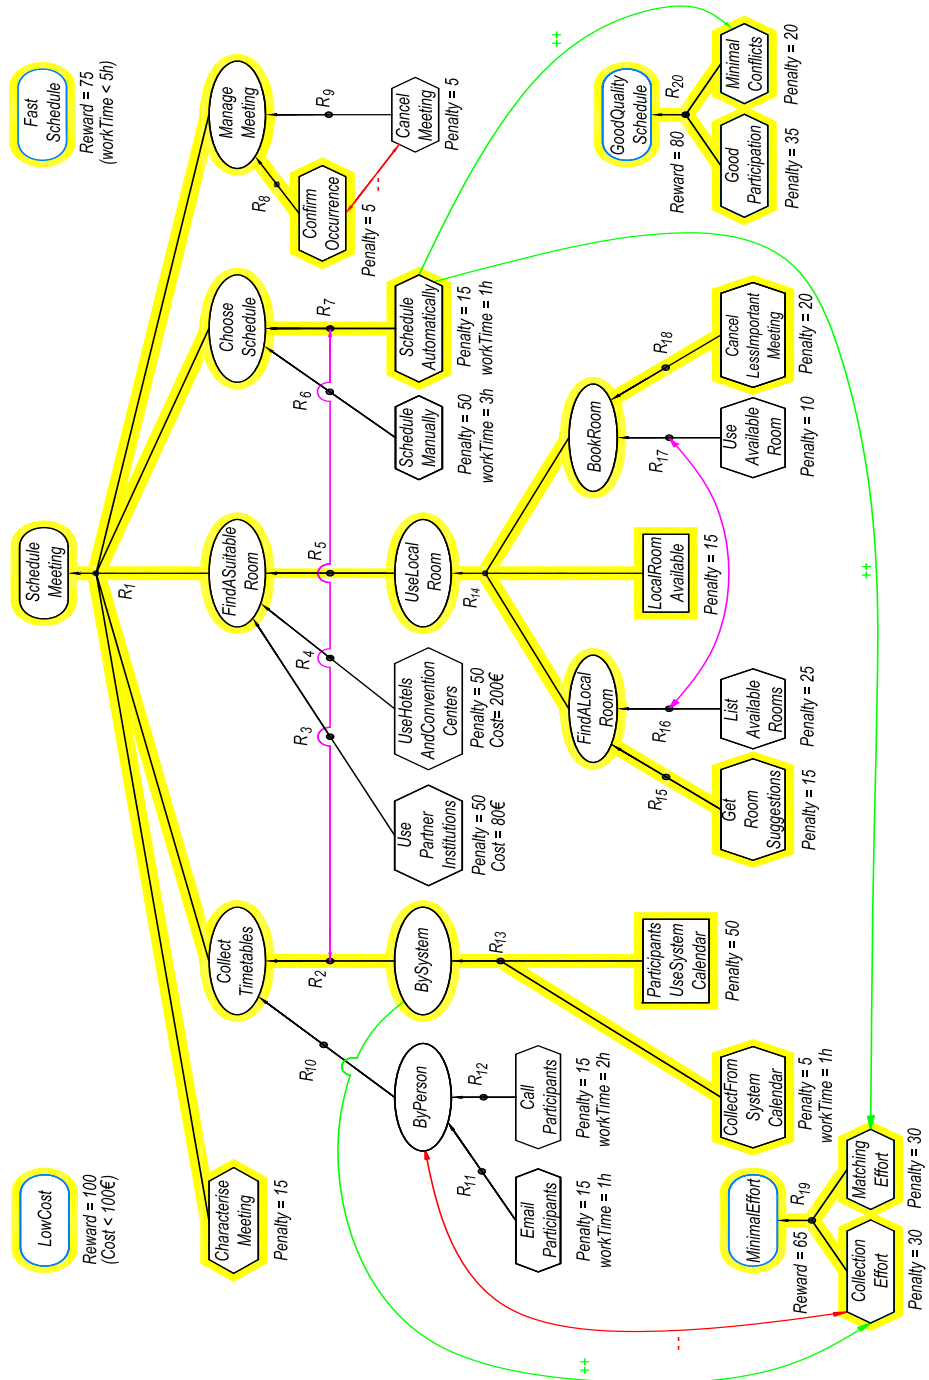 LowCost
Reward = 100
(Cost < 100€)
Schedule
Meeting
Fast
Schedule
Reward = 75
(workTime < 5h)
R1
Characterise
Meeting
Penalty = 15
Collect
Timetables
FindASuitable
Room
Choose
Schedule
Manage
Meeting
R10
R2
R3
R4
R5
R6
R7
R8
R9
Confirm
Occurrence
Penalty = 5
--
Cancel
Meeting
Penalty = 5
ByPerson
BySystem
Use
Partner
Institutions
Penalty = 50
Cost = 80€
UseHotels
AndConvention
Centers
Penalty = 50
Cost= 200€
UseLocal
Room
Schedule
Manually
Penalty = 50
workTime = 3h
Schedule
Automatically
Penalty = 15
workTime = 1h
++
R11
R12
R13
R14
Email
Participants
Penalty = 15
workTime = 1h
Call
Participants
Penalty = 15
workTime = 2h
FindALocal
Room
LocalRoom
Available
Penalty = 15
BookRoom
GoodQuality
Schedule
Reward = 80
R20
Participants
UseSystem
Calendar
Penalty = 50
R15
R16
R17
R18
++
--
CollectFrom
System
Calendar
Penalty = 5
workTime = 1h
Get
Room
Suggestions
Penalty = 15
List
Available
Rooms
Penalty = 25
Use
Available
Room
Penalty = 10
Cancel
LessImportant
Meeting
Penalty = 20
Good
Participation
Penalty = 35
Minimal
Conflicts
Penalty = 20
MinimalEffort
Reward = 65
R19
Collection
Effort
Penalty = 30
Matching
Effort
Penalty = 30
++